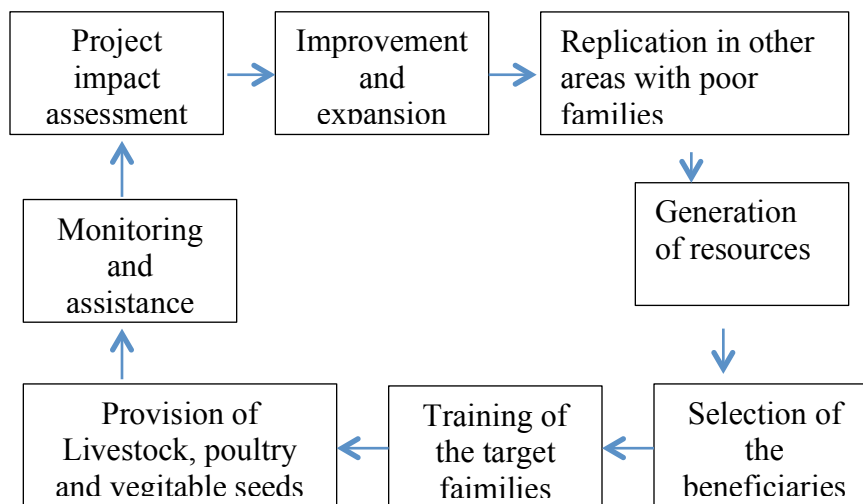 Project
impact
assessment
Improvement
and
expansion
Replication in other
areas with poor
families
Generation
of resources
Monitoring
and
assistance
Provision of
Livestock, poultry
and vegitable seeds
Training of
the target
faimilies
Selection of
the
beneficiaries